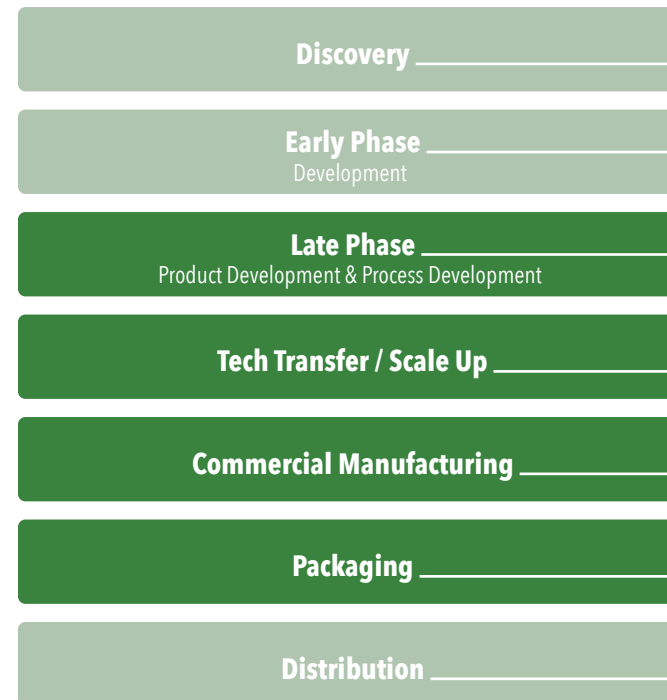 Discovery
Early Phase
Development
Late Phase
Product Development & Process Development
Tech Transfer / Scale Up
Commercial Manufacturing
Packaging
Distribution